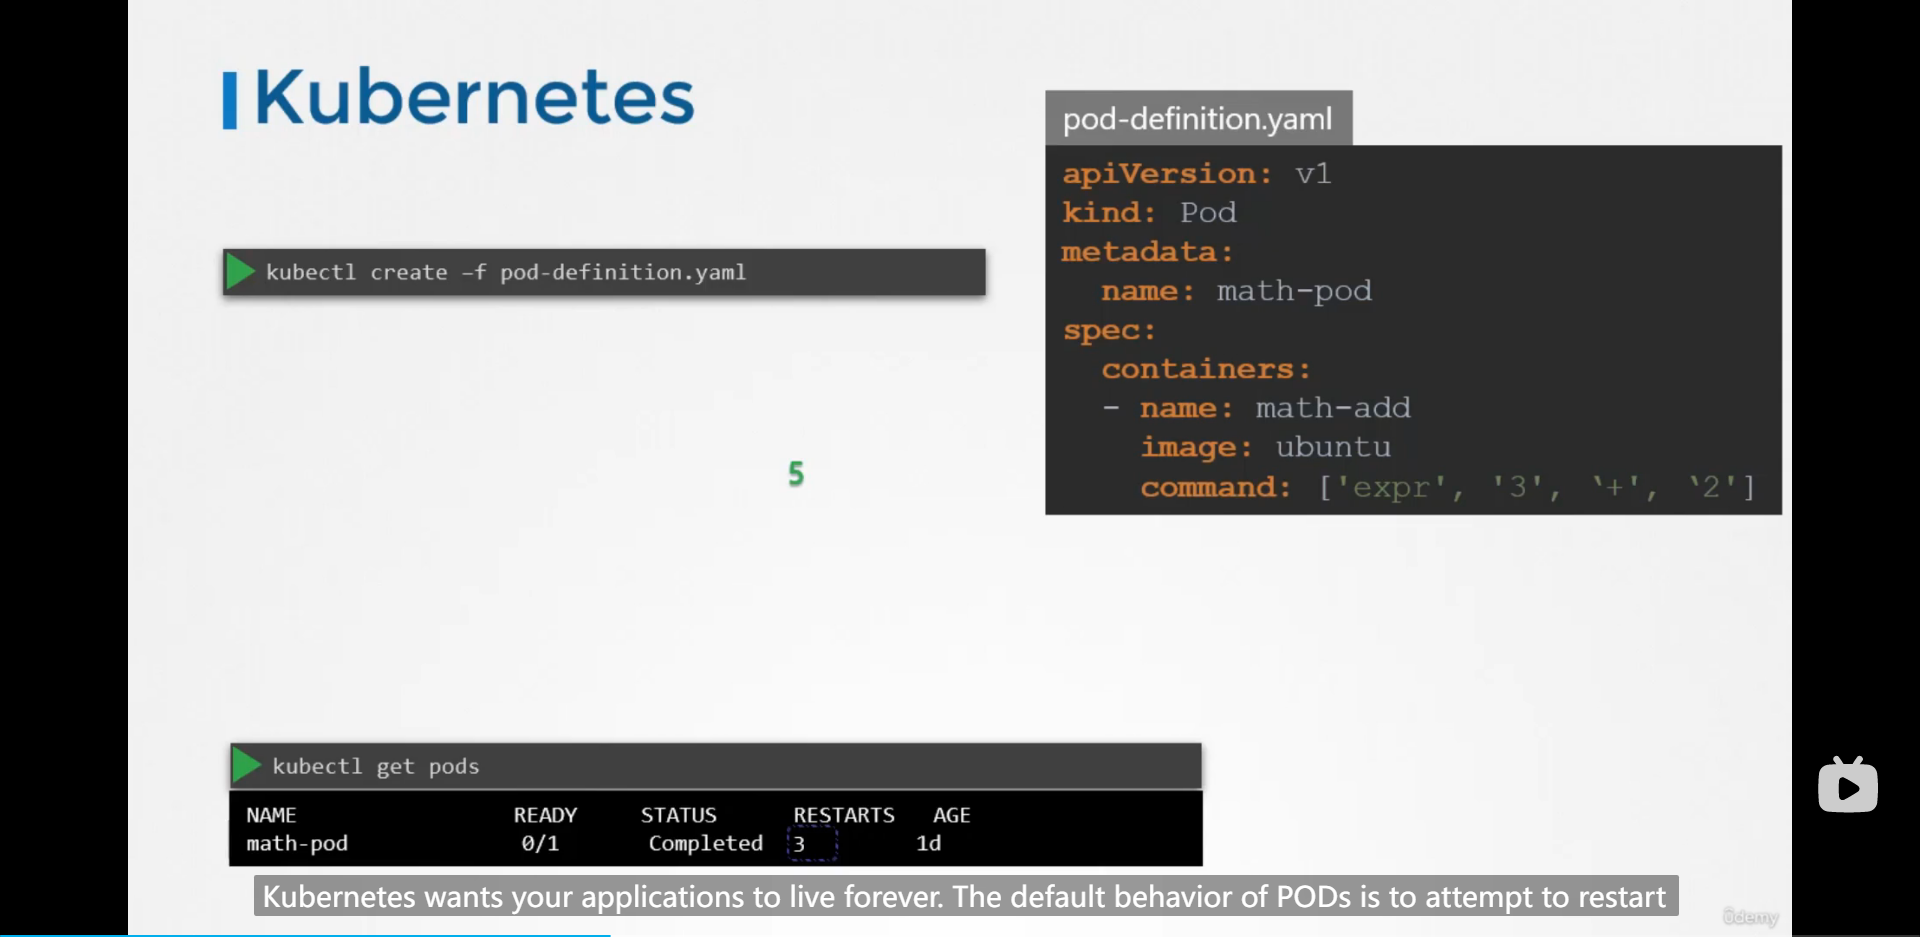 Kubernetes
pod-definition.yaml
apiVersion: v1
kind: Pod
metadata:
  name: math-pod
spec:
  containers:
  - name: math-add
    image: ubuntu
    command: ['expr', '3', ‘+', ‘2']
kubectl create –f pod-definition.yaml
5
kubectl get pods
NAME READY STATUS RESTARTS AGE
math-pod 0/1 Completed 3 1d
Kubernetes wants your applications to live forever. The default behavior of PODs is to attempt to restart
ûdemy